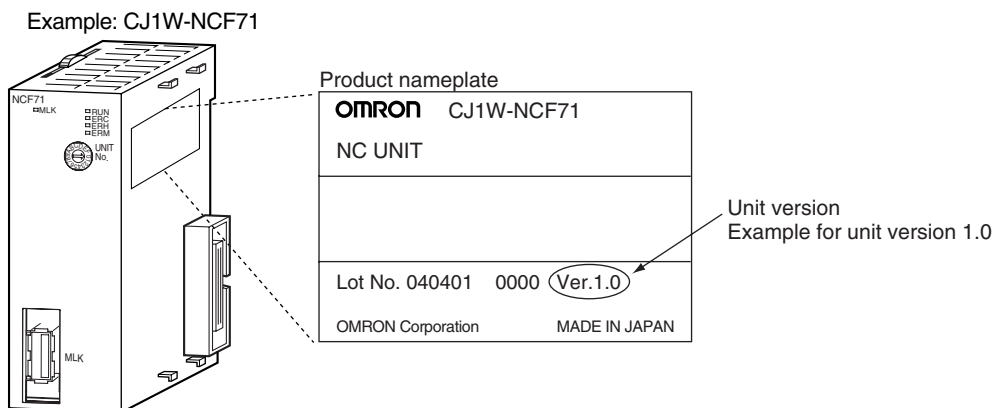 Example: CJ1W-NCF71
NCF71
MLK
RUN
ERC
ERH
ERM
UNIT
No.
MLK
Product nameplate
OMRON CJ1W-NCF71
NC UNIT
Lot No. 040401 0000 Ver.1.0
OMRON Corporation MADE IN JAPAN
Unit version
Example for unit version 1.0